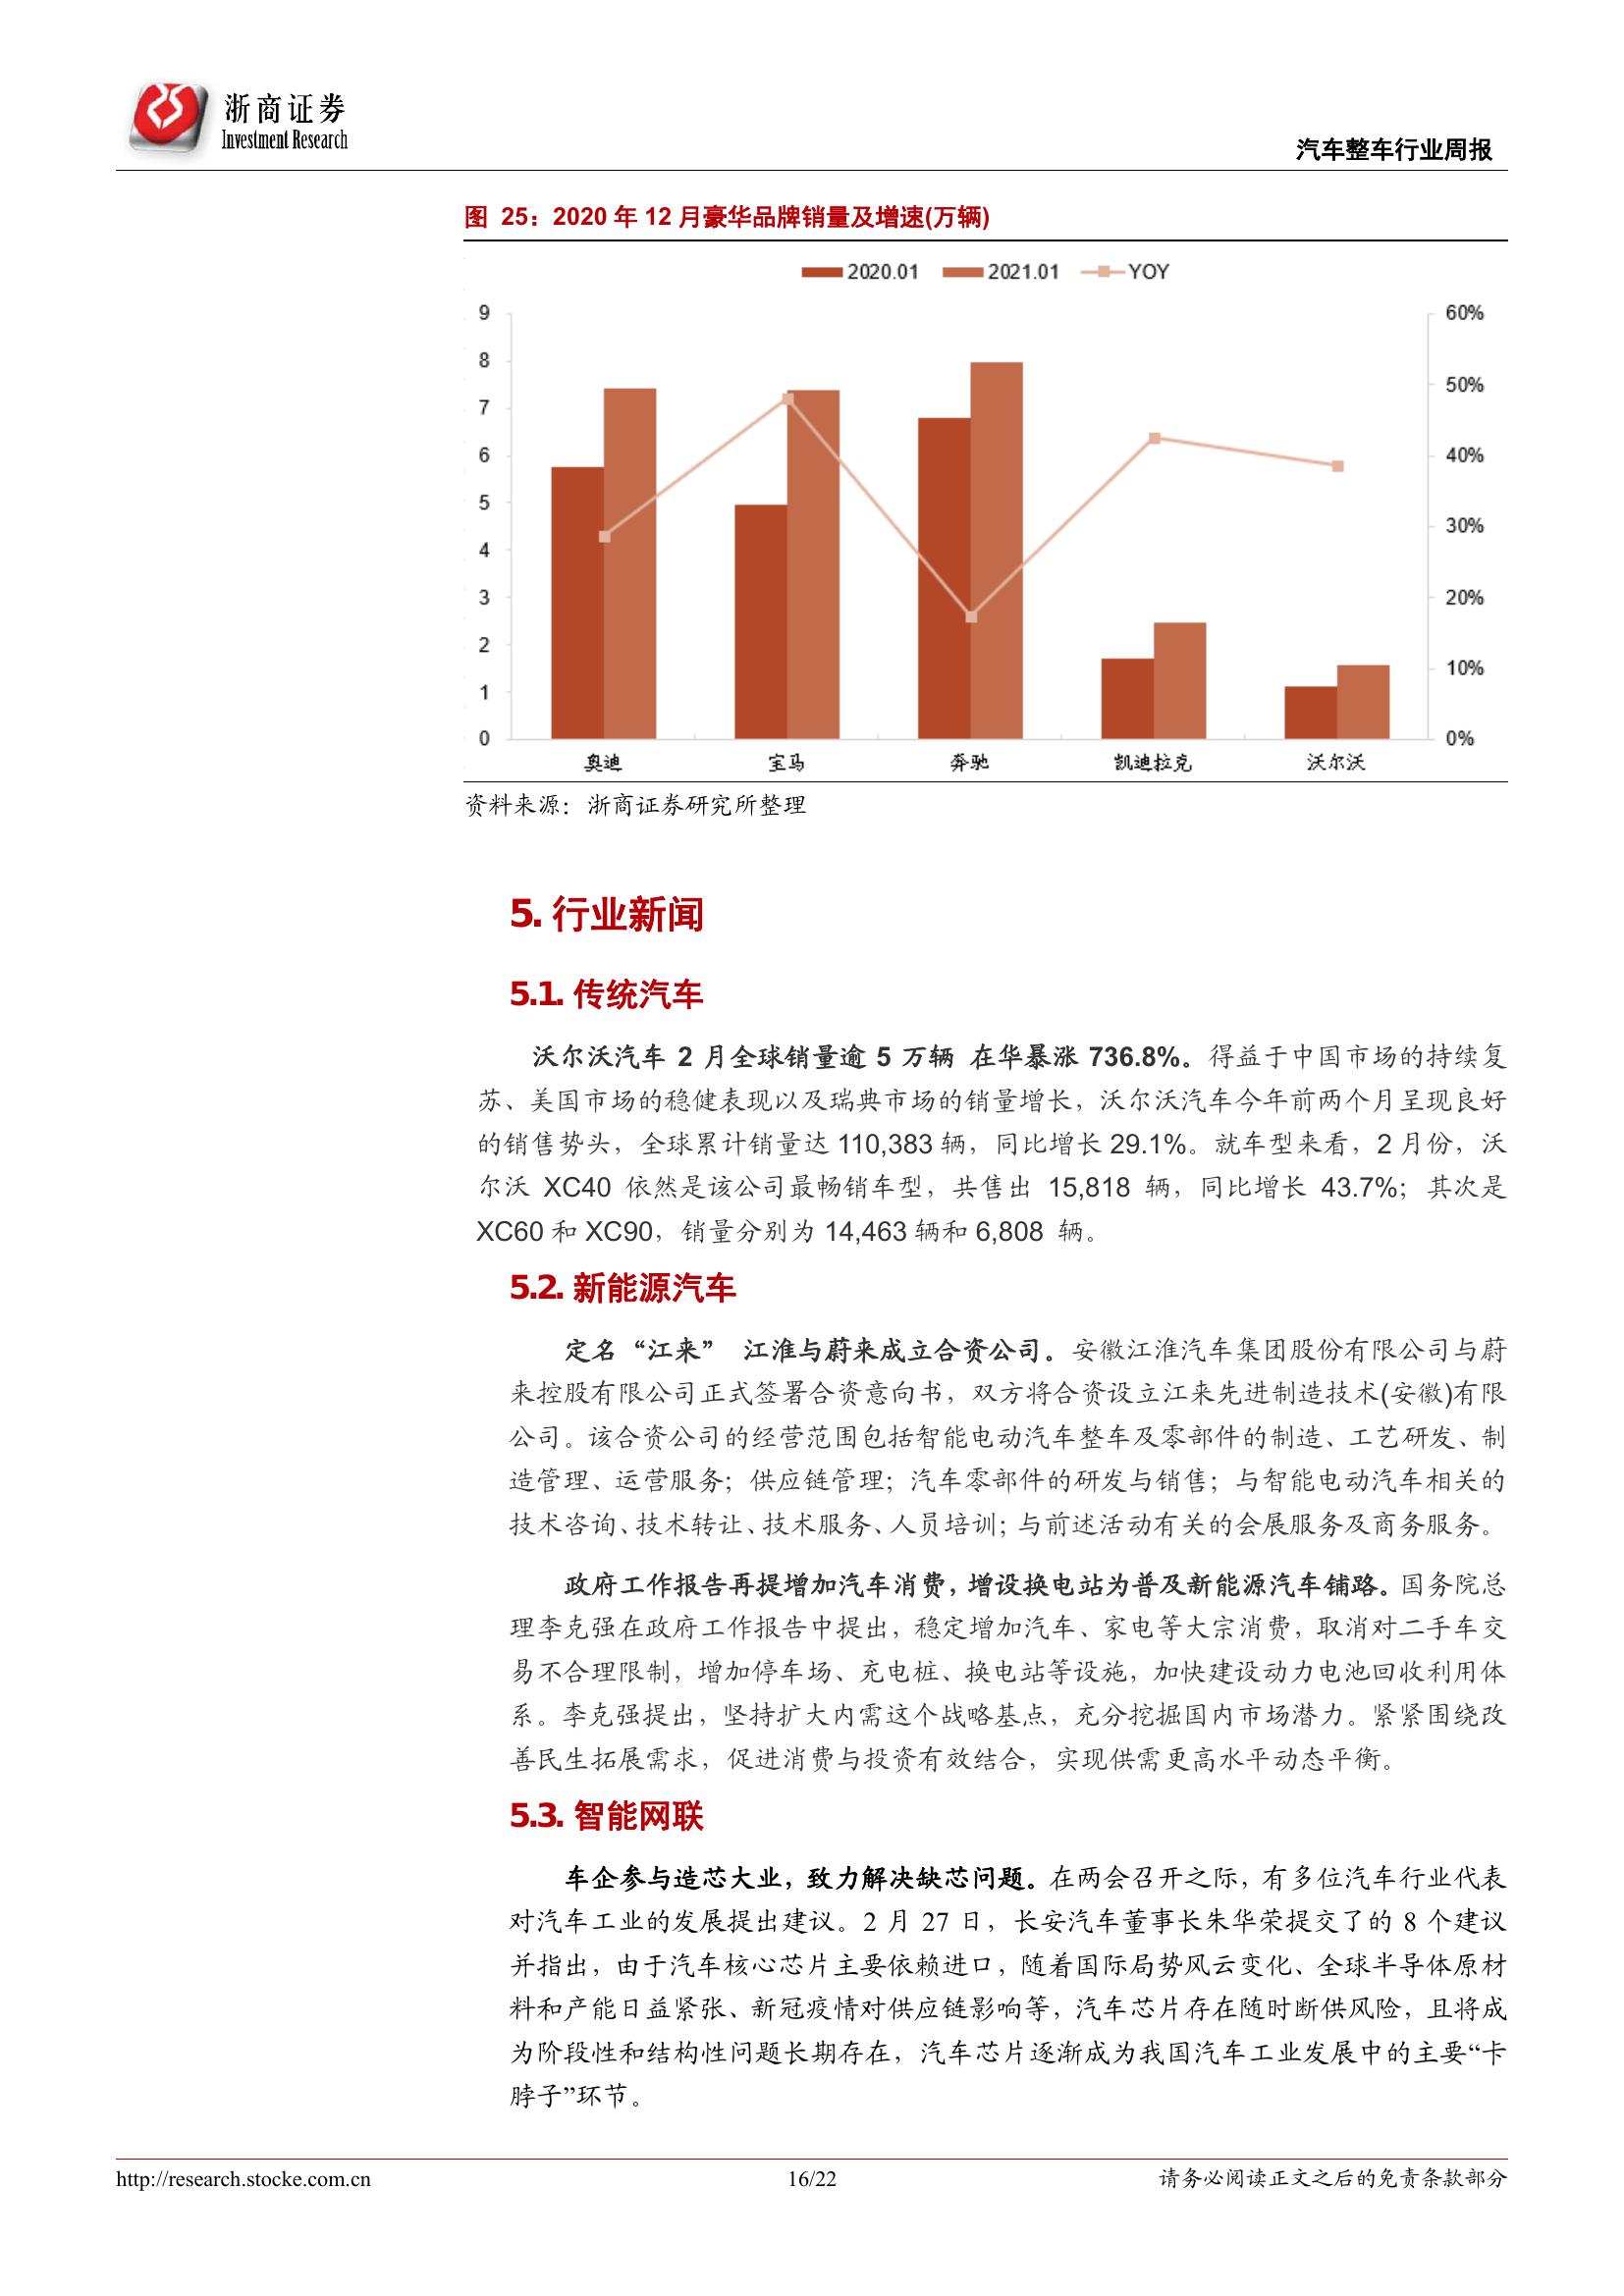 浙商证券
Investment Research
汽车整车行业周报
图 25：2020 年 12 月豪华品牌销量及增速(万辆)
2020.01 2021.01 YOY
9 60%
8 50%
7
6 40%
5 30%
4
3 20%
2 10%
1
0 0%
奥迪 宝马 奔驰 凯迪拉克 沃尔沃
资料来源：浙商证券研究所整理
5. 行业新闻
5.1. 传统汽车
沃尔沃汽车 2 月全球销量逾 5 万辆 在华暴涨 736.8%。得益于中国市场的持续复
苏、美国市场的稳健表现以及瑞典市场的销量增长，沃尔沃汽车今年前两个月呈现良好
的销售势头，全球累计销量达 110,383 辆，同比增长 29.1%。就车型来看，2 月份，沃
尔沃 XC40 依然是该公司最畅销车型，共售出 15,818 辆，同比增长 43.7%；其次是
XC60 和 XC90，销量分别为 14,463 辆和 6,808 辆。
5.2. 新能源汽车
定名“江来” 江淮与蔚来成立合资公司。安徽江淮汽车集团股份有限公司与蔚
来控股有限公司正式签署合资意向书，双方将合资设立江来先进制造技术(安徽)有限
公司。该合资公司的经营范围包括智能电动汽车整车及零部件的制造、工艺研发、制
造管理、运营服务；供应链管理；汽车零部件的研发与销售；与智能电动汽车相关的
技术咨询、技术转让、技术服务、人员培训；与前述活动有关的会展服务及商务服务。
政府工作报告再提增加汽车消费，增设换电站为普及新能源汽车铺路。国务院总
理李克强在政府工作报告中提出，稳定增加汽车、家电等大宗消费，取消对二手车交
易不合理限制，增加停车场、充电桩、换电站等设施，加快建设动力电池回收利用体
系。李克强提出，坚持扩大内需这个战略基点，充分挖掘国内市场潜力。紧紧围绕改
善民生拓展需求，促进消费与投资有效结合，实现供需更高水平动态平衡。
5.3. 智能网联
车企参与造芯大业，致力解决缺芯问题。在两会召开之际，有多位汽车行业代表
对汽车工业的发展提出建议。2 月 27 日，长安汽车董事长朱华荣提交了的 8 个建议
并指出，由于汽车核心芯片主要依赖进口，随着国际局势风云变化、全球半导体原材
料和产能日益紧张、新冠疫情对供应链影响等，汽车芯片存在随时断供风险，且将成
为阶段性和结构性问题长期存在，汽车芯片逐渐成为我国汽车工业发展中的主要“卡
脖子”环节。
http://research.stocke.com.cn 16/22 请务必阅读正文之后的免责条款部分